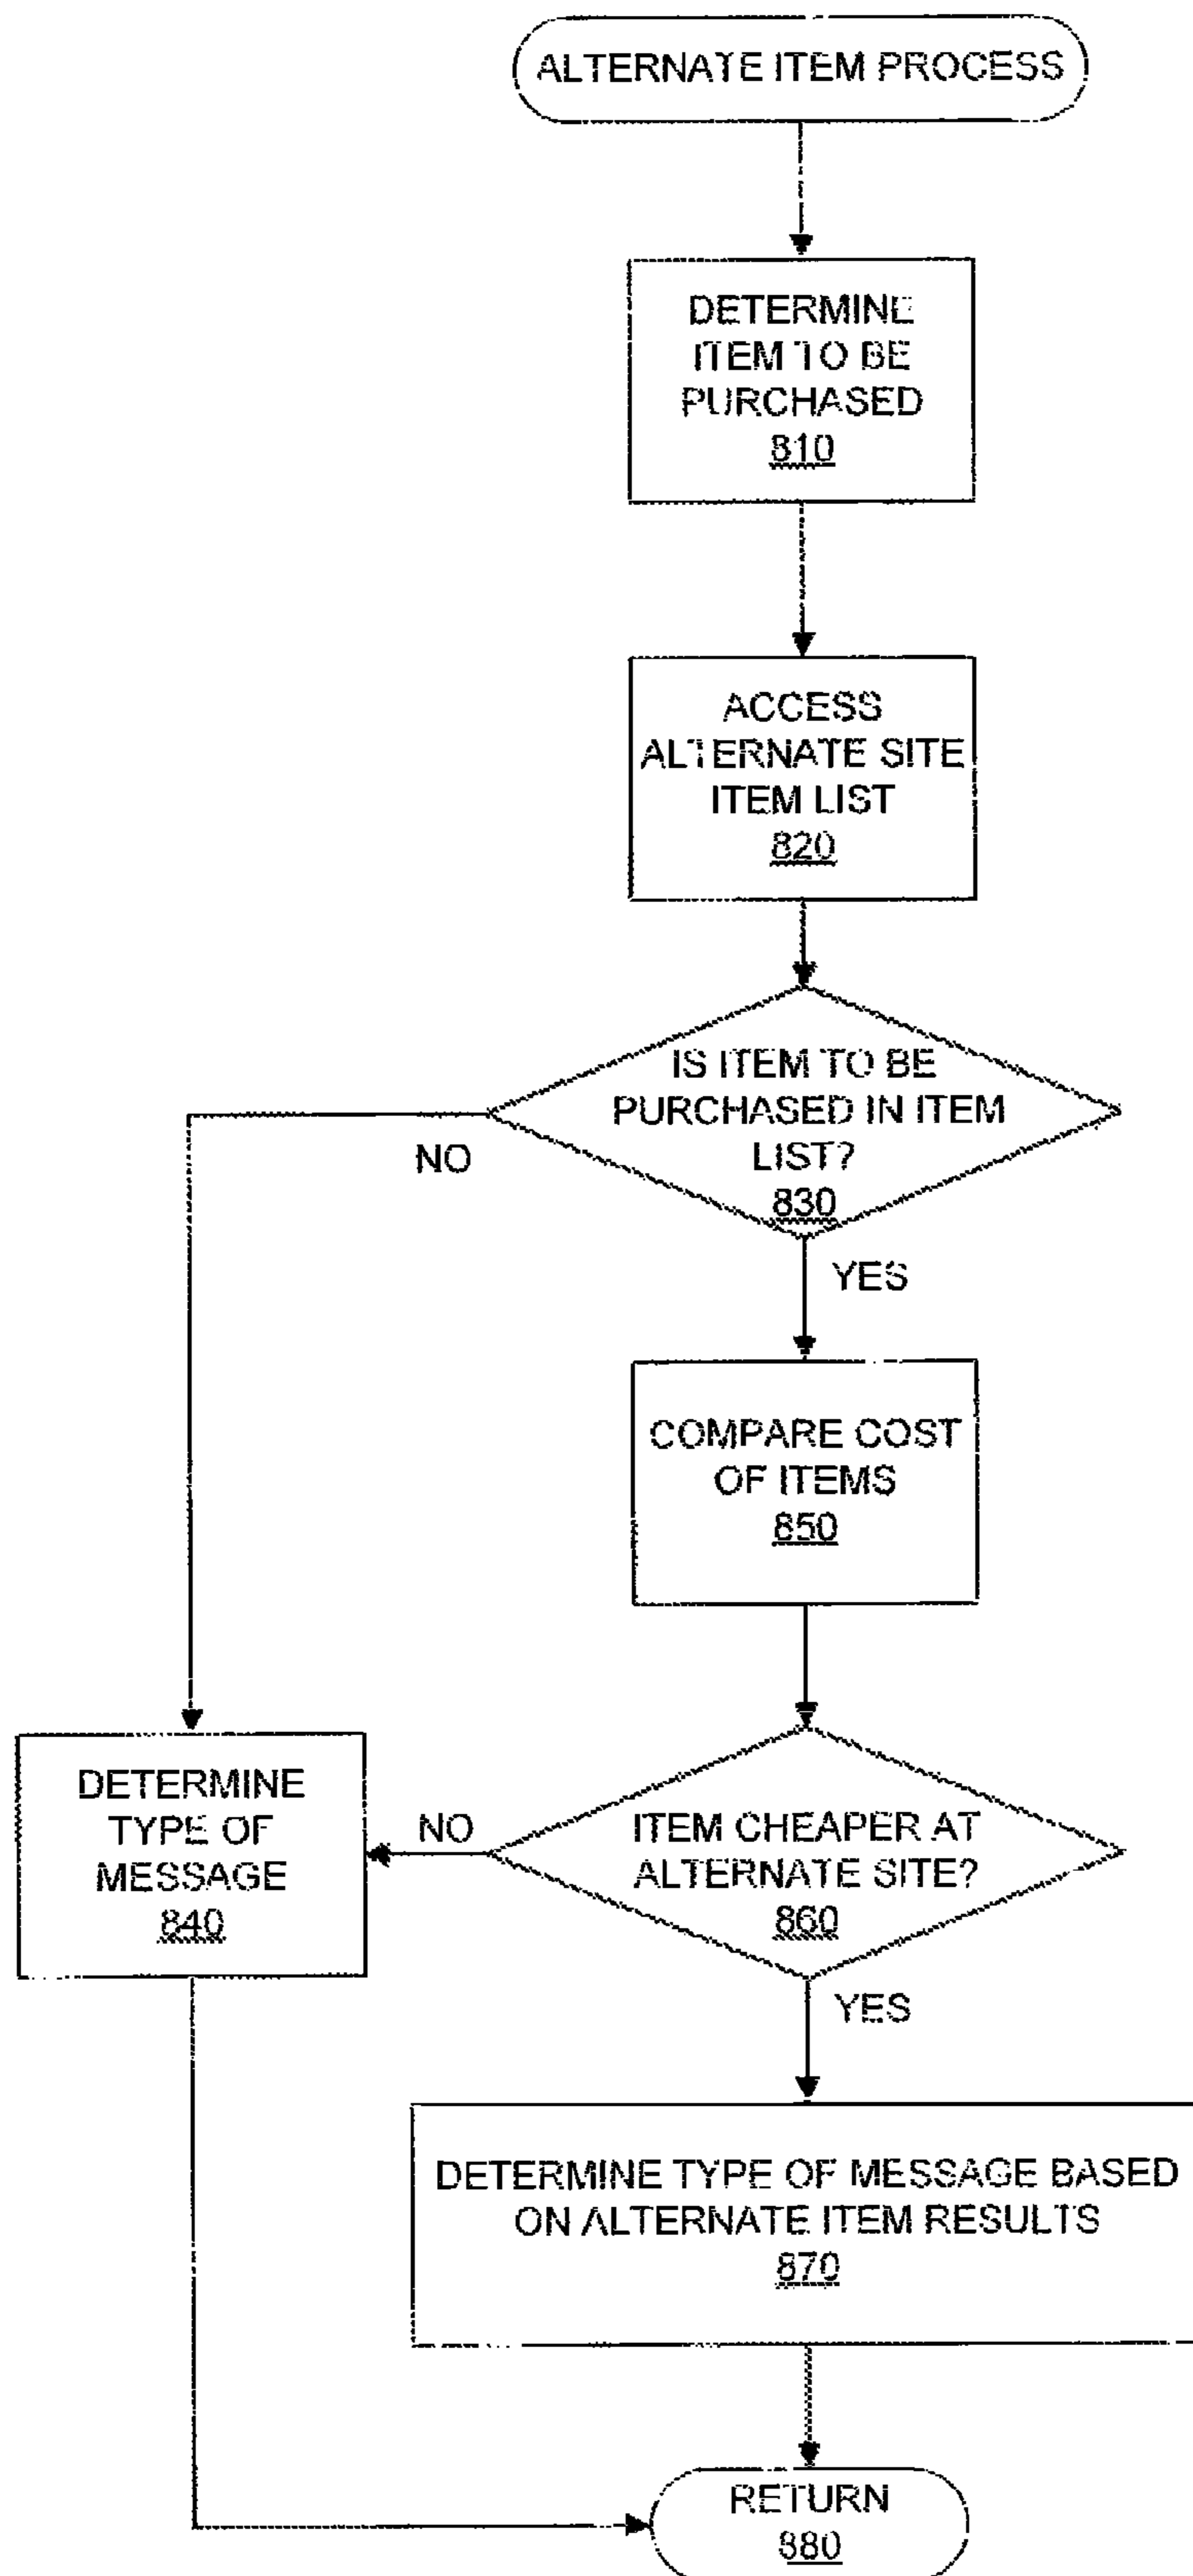 ALTERNATE ITEM PROCESS
DETERMINE
ITEM TO BE
PURCHASED
810
ACCESS
ALTERNATE SITE
ITEM LIST
820
IS ITEM TO BE
PURCHASED IN ITEM
LIST?
830
NO
YES
COMPARE COST
OF ITEMS
850
DETERMINE
TYPE OF
MESSAGE
840
NO
ITEM CHEAPER AT
ALTERNATE SITE?
860
YES
DETERMINE TYPE OF MESSAGE BASED
ON ALTERNATE ITEM RESULTS
870
RETURN
880